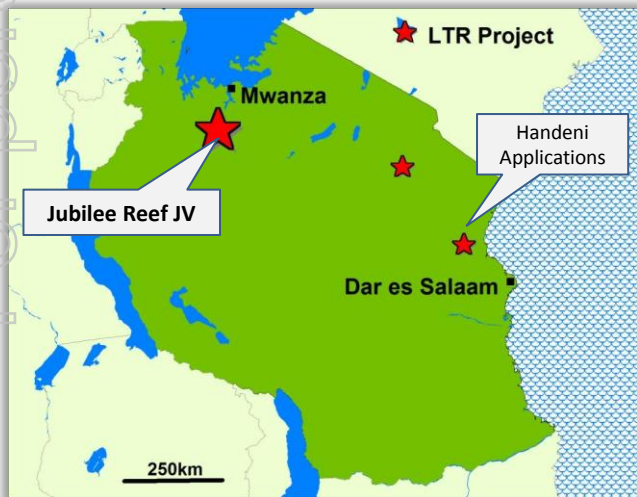 LTR Project
Mwanza
Handeni
Applications
Jubilee Reef JV
Dar es Salaam
250km